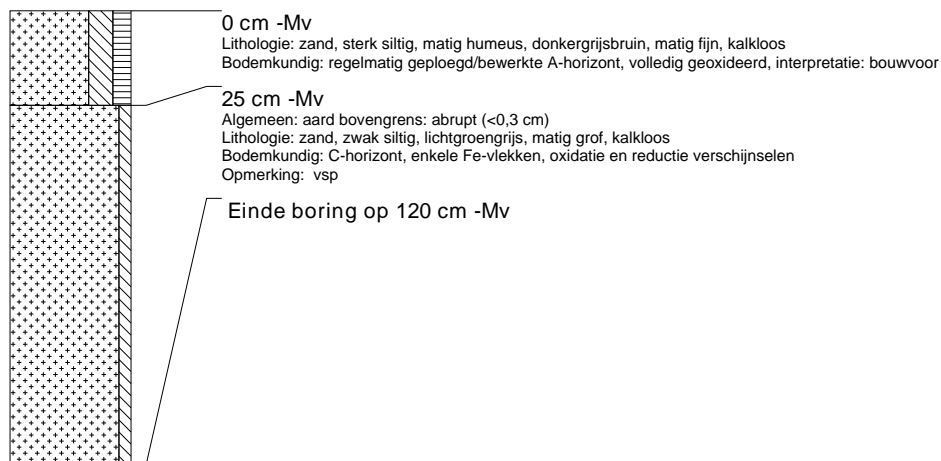 0 cm -Mv
Lithologie: zand, sterk siltig, matig humeus, donkergrijsbruin, matig fijn, kalkloos
Bodemkundig: regelmatig geploegd/bewerkte A-horizont, volledig geoxideerd, interpretatie: bouwvoor
25 cm -Mv
Algemeen: aard bovengrens: abrupt (<0,3 cm)
Lithologie: zand, zwak siltig, lichtgroengrijs, matig grof, kalkloos
Bodemkundig: C-horizont, enkele Fe-vlekken, oxidatie en reductie verschijnselen
Opmerking: vsp
Einde boring op 120 cm -Mv